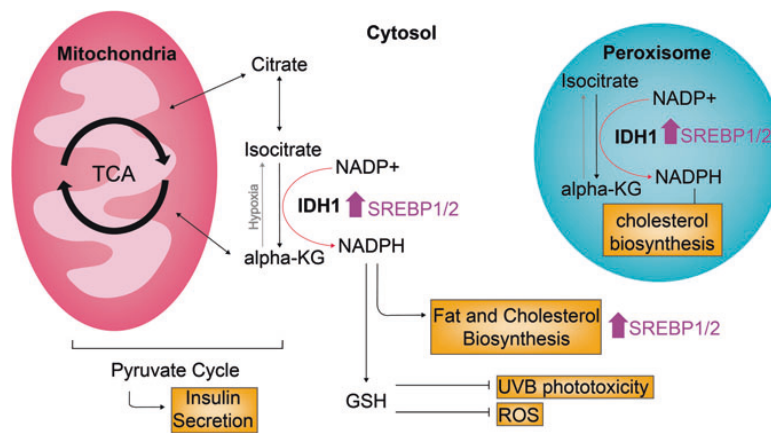 Cytosol
Mitochondria
TCA
Citrate
Isocitrate
Hypoxia
alpha-KG
NADP+
IDH1
SREBP1/2
NADPH
Peroxisome
Isocitrate
NADP+
IDH1
SREBP1/2
alpha-KG
NADPH
cholesterol
biosynthesis
Fat and Cholesterol
Biosynthesis
SREBP1/2
Pyruvate Cycle
Insulin
Secretion
GSH
UVB phototoxicity
ROS